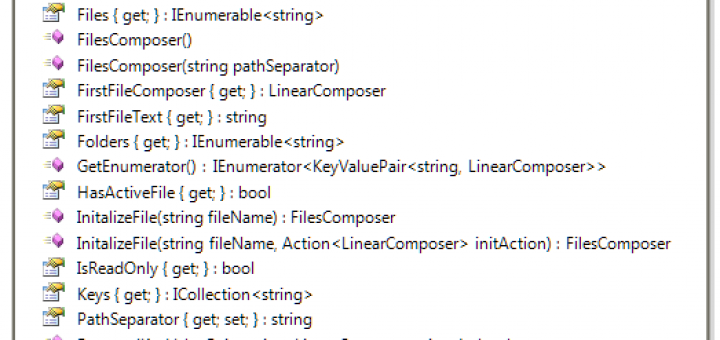 Files { get; } : IEnumerable<string>
FilesComposer()
FilesComposer(string pathSeparator)
FirstFileComposer { get; } : LinearComposer
FirstFileText { get; } : string
Folders { get; } : IEnumerable<string>
GetEnumerator() : IEnumerator<KeyValuePair<string, LinearComposer>>
HasActiveFile { get; } : bool
InitalizeFile(string fileName) : FilesComposer
InitalizeFile(string fileName, Action<LinearComposer> initAction) : FilesComposer
IsReadOnly { get; } : bool
Keys { get; } : ICollection<string>
PathSeparator { get; set; } : string